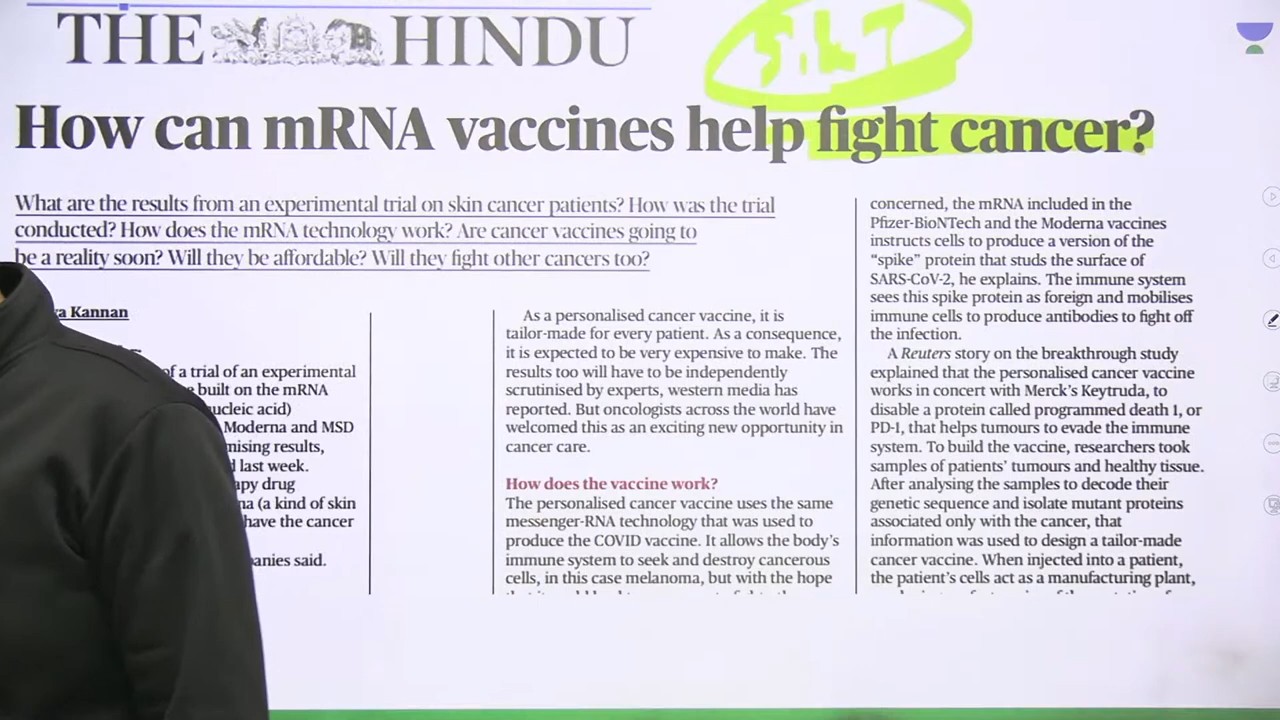 THE HINDU
S&T
How can mRNA vaccines help fight cancer?
What are the results from an experimental trial on skin cancer patients? How was the trial
conducted? How does the mRNA technology work? Are cancer vaccines going to
be a reality soon? Will they be affordable? Will they fight other cancers too?
Kannan
of a trial of an experimental
built on the mRNA
Moderna and MSD
results,
last week.
drug
(a kind of skin
have the cancer
said.
As a personalised cancer vaccine, it is
tailor-made for every patient. As a consequence,
it is expected to be very expensive to make. The
results too will have to be independently
scrutinised by experts, western media has
reported. But oncologists across the world have
welcomed this as an exciting new opportunity in
cancer care.
How does the vaccine work?
The personalised cancer vaccine uses the same
messenger-RNA technology that was used to
produce the COVID vaccine. It allows the body's
immune system to seek and destroy cancerous
cells, in this case melanoma, but with the hope
concerned, the mRNA included in the
Pfizer-BioNTech and the Moderna vaccines
instructs cells to produce a version of the
“spike” protein that studs the surface of
SARS-CoV-2, he explains. The immune system
sees this spike protein as foreign and mobilises
immune cells to produce antibodies to fight off
the infection.
A Reuters story on the breakthrough study
explained that the personalised cancer vaccine
works in concert with Merck's Keytruda, to
disable a protein called programmed death 1, or
PD-1, that helps tumours to evade the immune
system. To build the vaccine, researchers took
samples of patients' tumours and healthy tissue.
After analysing the samples to decode their
genetic sequence and isolate mutant proteins
associated only with the cancer, that
information was used to design a tailor-made
cancer vaccine. When injected into a patient,
the patient's cells act as a manufacturing plant,